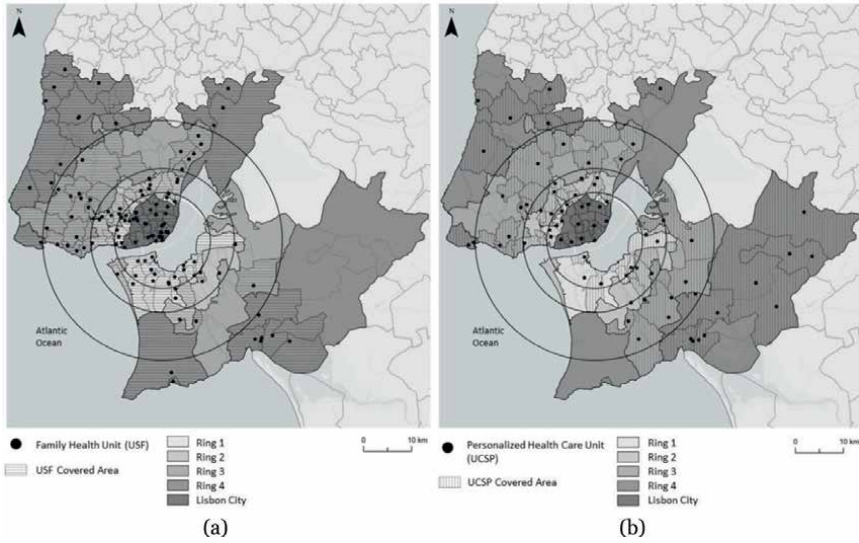 N
N
Atlantic
Ocean
Atlantic
Ocean
Family Health Unit (USF)
USF Covered Area
Ring 1
Ring 2
Ring 3
Ring 4
Lisbon City
0
10 km
Personalized Health Care Unit
(UCSP)
UCSP Covered Area
Ring 1
Ring 2
Ring 3
Ring 4
Lisbon City
0
10 km
(a)
(b)